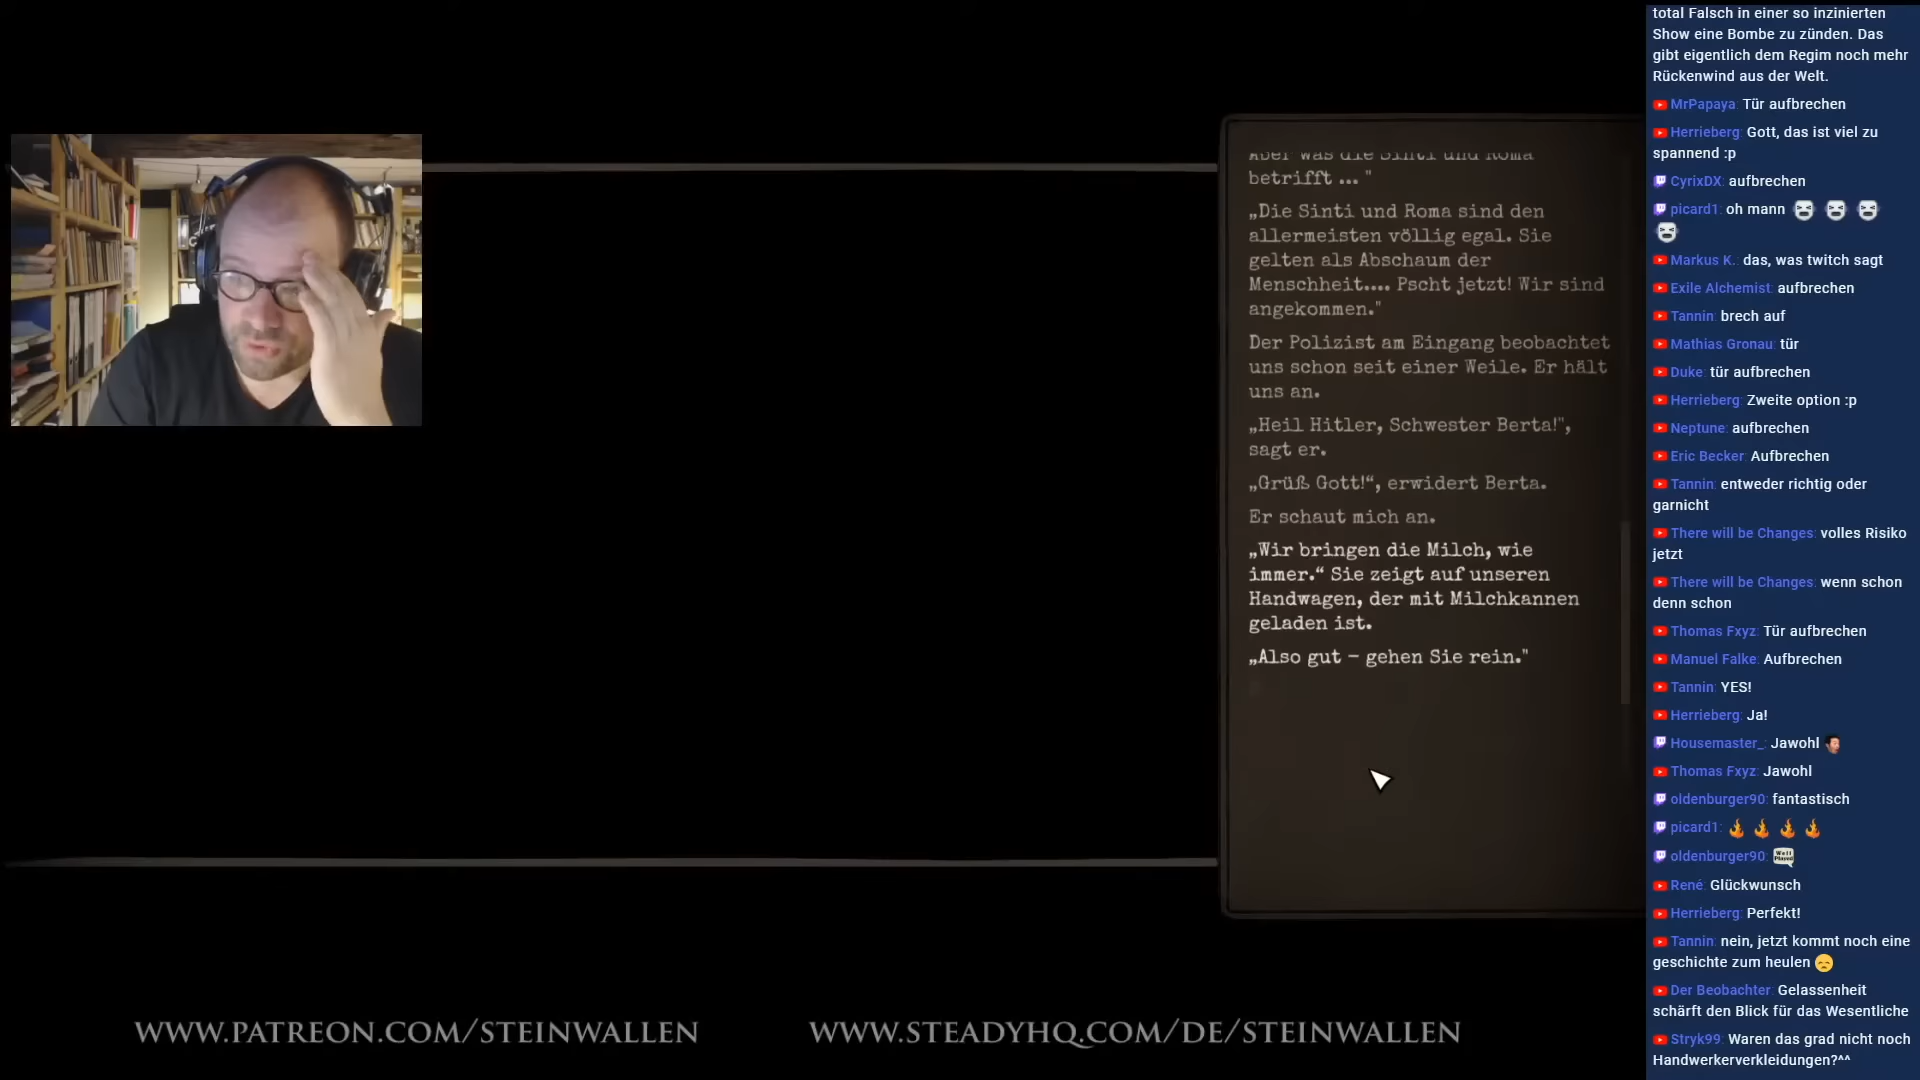 Aber was die Sinti und Roma
betrifft ... "
„Die Sinti und Roma sind den
allermeisten völlig egal. Sie
gelten als Abschaum der
Menschheit.... Pscht jetzt! Wir sind
angekommen."
Der Polizist am Eingang beobachtet
uns schon seit einer Weile. Er hält
uns an.
„Heil Hitler, Schwester Berta!",
sagt er.
„Grüß Gott!“, erwidert Berta.
Er schaut mich an.
„Wir bringen die Milch, wie
immer.“ Sie zeigt auf unseren
Handwagen, der mit Milchkannen
geladen ist.
„Also gut – gehen Sie rein."
WWW.PATREON.COM/STEINWALLEN
WWW.STEADYHQ.COM/DE/STEINWALLEN
total Falsch in einer so inzinierten
Show eine Bombe zu zünden. Das
gibt eigentlich dem Regim noch mehr
Rückenwind aus der Welt.
MrPapaya: Tür aufbrechen
Herrieberg: Gott, das ist viel zu
spannend :p
CyrixDX: aufbrechen
picard1: oh mann
Markus K.: das, was twitch sagt
Exile Alchemist: aufbrechen
Tannin: brech auf
Mathias Gronau: tür
Duke: tür aufbrechen
Herrieberg: Zweite option :p
Neptune: aufbrechen
Eric Becker: Aufbrechen
Tannin: entweder richtig oder
garnicht
There will be Changes: volles Risiko
jetzt
There will be Changes: wenn schon
denn schon
Thomas Fxyz: Tür aufbrechen
Manuel Falke: Aufbrechen
Tannin: YES!
Herrieberg: Ja!
Housemaster_: Jawohl
Thomas Fxyz: Jawohl
oldenburger90: fantastisch
picard1: 🔥 🔥 🔥 🔥
oldenburger90: Well Played
René: Glückwunsch
Herrieberg: Perfekt!
Tannin: nein, jetzt kommt noch eine
geschichte zum heulen 😞
Der Beobachter: Gelassenheit
schärft den Blick für das Wesentliche
Stryk99: Waren das grad nicht noch
Handwerkerverkleidungen?^^